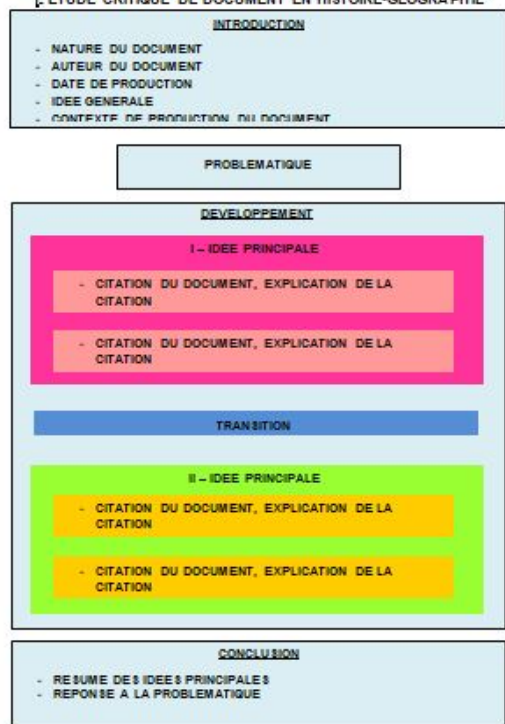 ETUDE CRITIQUE DE DOCUMENT EN HISTOIRE-GEOGRAPHIE
INTRODUCTION
- NATURE DU DOCUMENT
- AUTEUR DU DOCUMENT
- DATE DE PRODUCTION
- IDEE GENERALE
- CONTEXTE DE PRODUCTION DU DOCUMENT
PROBLEMATIQUE
DEVELOPPEMENT
I – IDEE PRINCIPALE
- CITATION DU DOCUMENT, EXPLICATION DE LA
CITATION
- CITATION DU DOCUMENT, EXPLICATION DE LA
CITATION
TRANSITION
II – IDEE PRINCIPALE
- CITATION DU DOCUMENT, EXPLICATION DE LA
CITATION
- CITATION DU DOCUMENT, EXPLICATION DE LA
CITATION
CONCLUSION
- RESUME DES IDEES PRINCIPALES
- REPONSE A LA PROBLEMATIQUE